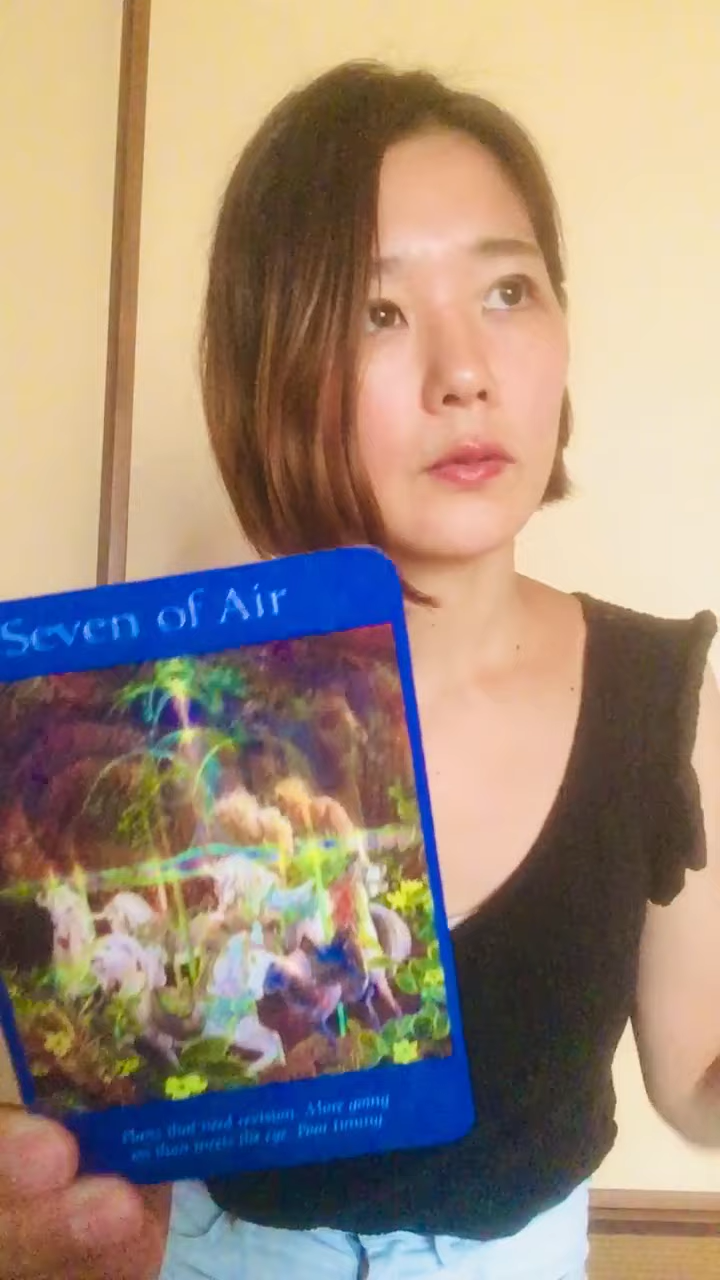 Seven of Air
Plans that need revision. More going
on than meets the eye. Poor timing